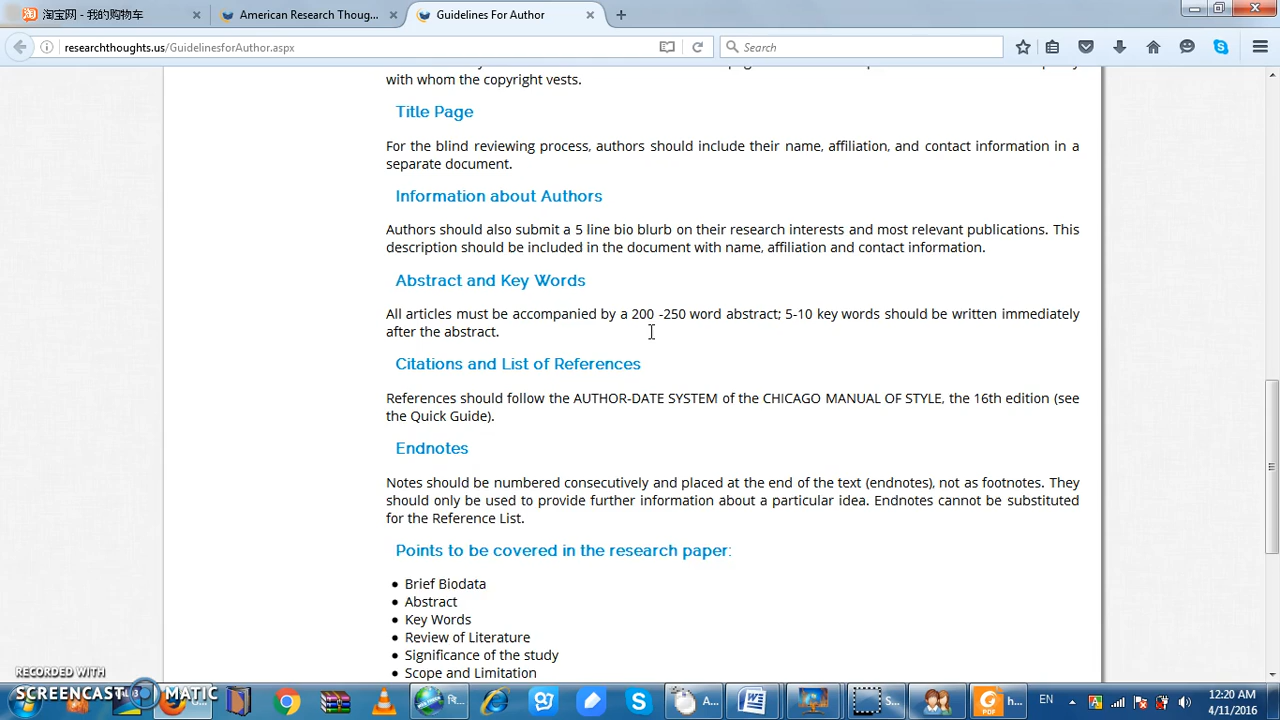 淘宝网 - 我的购物车
American Research Thoug...
Guidelines For Author
researchthoughts.us/GuidelinesforAuthor.aspx
Search
with whom the copyright vests.
Title Page
For the blind reviewing process, authors should include their name, affiliation, and contact information in a
separate document.
Information about Authors
Authors should also submit a 5 line bio blurb on their research interests and most relevant publications. This
description should be included in the document with name, affiliation and contact information.
Abstract and Key Words
All articles must be accompanied by a 200 -250 word abstract; 5-10 key words should be written immediately
after the abstract.
Citations and List of References
References should follow the AUTHOR-DATE SYSTEM of the CHICAGO MANUAL OF STYLE, the 16th edition (see
the Quick Guide).
Endnotes
Notes should be numbered consecutively and placed at the end of the text (endnotes), not as footnotes. They
should only be used to provide further information about a particular idea. Endnotes cannot be substituted
for the Reference List.
Points to be covered in the research paper:
Brief Biodata
Abstract
Key Words
Review of Literature
Significance of the study
Scope and Limitation
RECORDED WITH
SCREENCAST MATIC
A...
S...
h...
EN
12:20 AM
4/11/2016